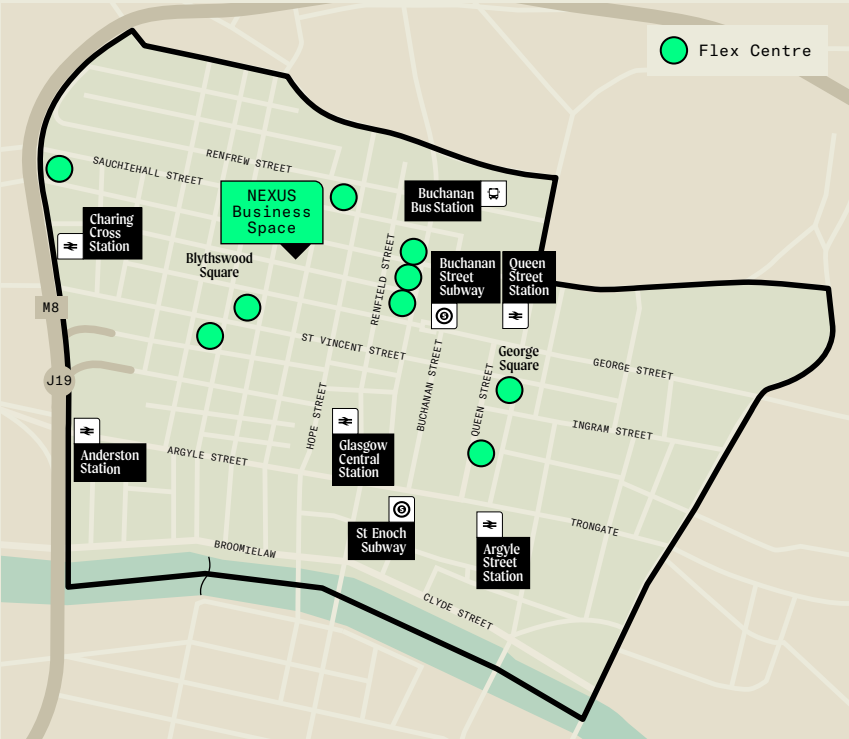 Flex Centre
RENFREW STREET
SAUCHIEHALL STREET
NEXUS
Business
Space
Buchanan
Bus Station
Charing
Cross
Station
Blythswood
Square
RENFIELD STREET
Buchanan
Street
Subway
S
Queen
Street
Station
M8
ST VINCENT STREET
George
Square
GEORGE STREET
J19
BUCHANAN STREET
QUEEN STREET
HOPE STREET
INGRAM STREET
Anderston
Station
ARGYLE STREET
Glasgow
Central
Station
S
St Enoch
Subway
TRONGATE
Argyle
Street
Station
BROOMIELAW
CLYDE STREET